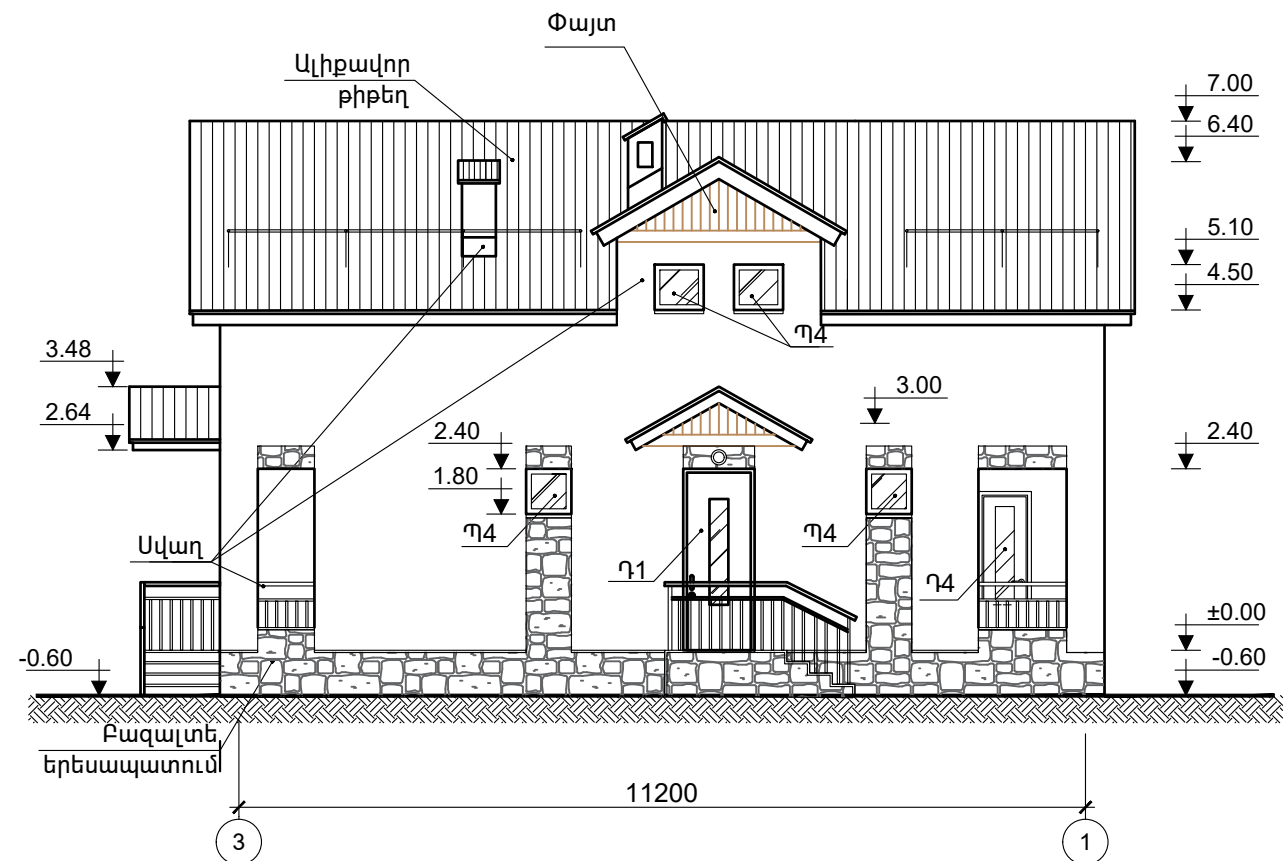 Փայտ
Ալիքավոր
թիթեղ
7.00
6.40
5.10
4.50
Պ4
3.48
3.00
2.64
2.40
2.40
1.80
Պ4
Պ4
Սվաղ
Դ1
Դ4
±0.00
-0.60
-0.60
Բազալտե
երեսապատում
11200
3
1